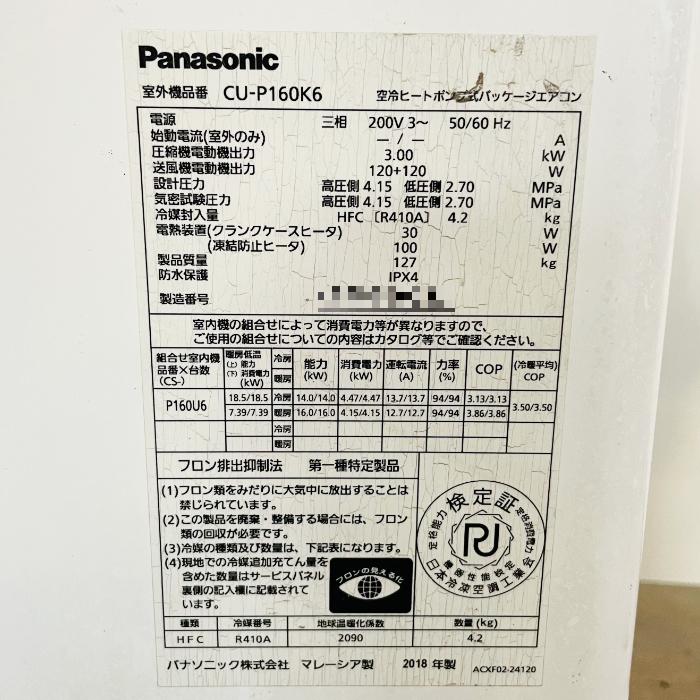 Panasonic
室外機品番 CU-P160K6 空冷ヒートポンプ式パッケージエアコン
電源 三相 200V 3～ 50/60 Hz
始動電流(室外のみ) ー/ー A
圧縮機電動機出力 3.00 kW
送風機電動機出力 120+120 W
設計圧力 高圧側 4.15 低圧側 2.70 MPa
気密試験圧力 高圧側 4.15 低圧側 2.70 MPa
冷媒封入量 HFC〔R410A〕 4.2 kg
電熱装置(クランクケースヒータ) 30 W
(凍結防止ヒータ) 100 W
製品質量 127 kg
防水保護 IPX4
製造番号
室内機の組合せによって消費電力等が異なりますので、
ご使用の組合せについての内容はカタログ等でご確認ください。
組合せ室内機品番×台数(CS-) 暖房低温(上)能力(下)消費電力(kW) 冷房 暖房 能力(kW) 消費電力(kW) 運転電流(A) 力率(%) COP (冷暖平均)COP
P160U6 18.5/18.5 冷房 14.0/14.0 4.47/4.47 13.7/13.7 94/94 3.13/3.13 3.50/3.50
7.39/7.39 暖房 16.0/16.0 4.15/4.15 12.7/12.7 94/94 3.86/3.86
冷房
暖房
フロン排出抑制法 第一種特定製品
(1)フロン類をみだりに大気中に放出することは
禁じられています。
(2)この製品を廃棄・整備する場合には、フロン
類の回収が必要です。
(3)冷媒の種類及び数量は、下記表になります。
(4)現地での冷媒追加充てん量を
含めた数量はサービスパネル
裏側の記入欄に記載されて
います。
フロンの見える化
検定証
定格能力
定格消費電力
機器性能検定
日本冷凍空調工業会
種類 冷媒番号 地球温暖化係数 数量(kg)
HFC R410A 2090 4.2
パナソニック株式会社 マレーシア製 2018 年製 ACXF02-24120